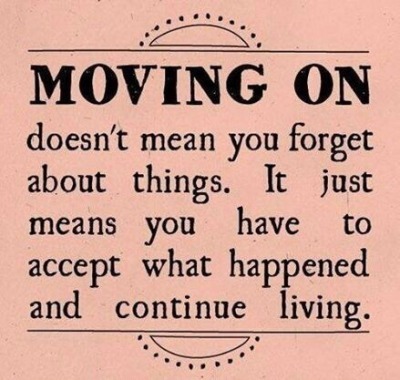 MOVING ON
doesn't mean you forget
about things. It just
means you have to
accept what happened
and continue living.